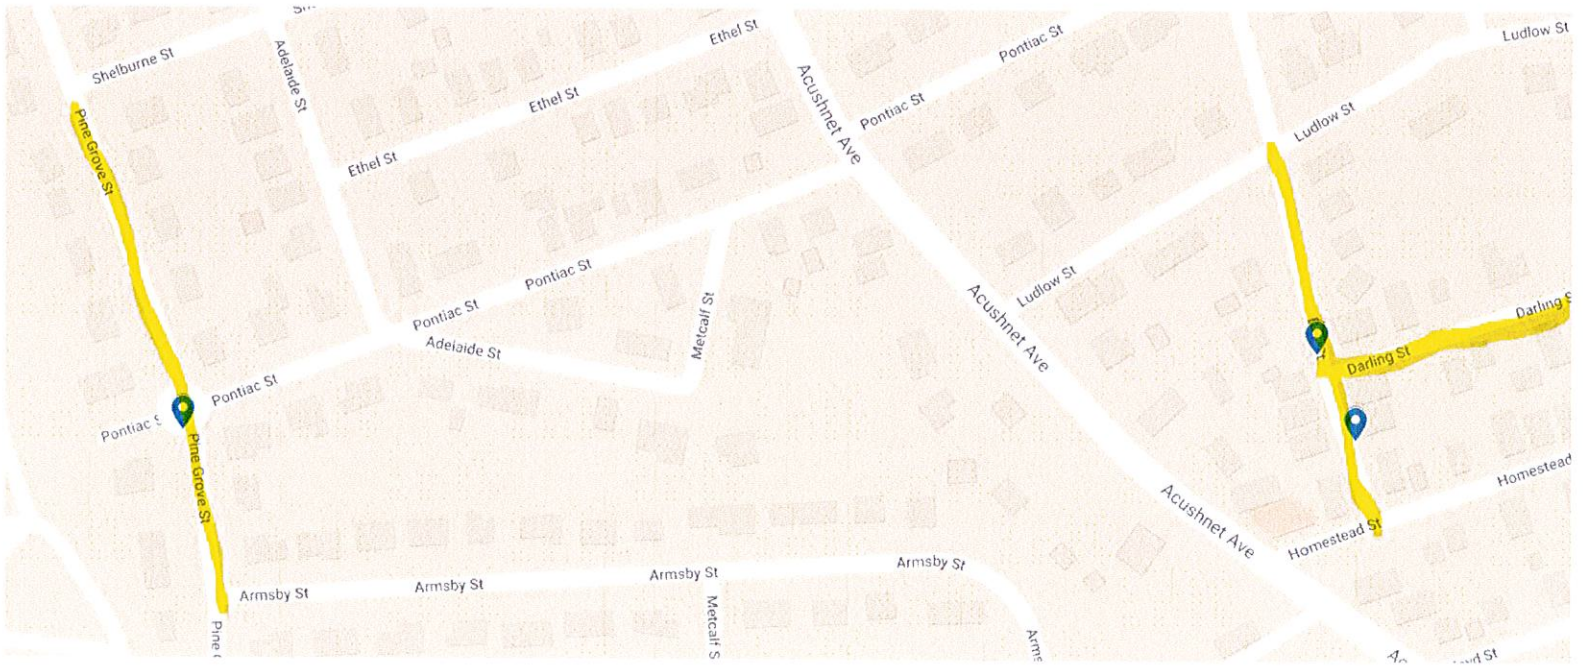 Shelburne St
Adelaide St
Ethel St
Ethel St
Ethel St
Pine Grove St
Acushnet Ave
Pontiac St
Pontiac St
Ludlow St
Ludlow St
Ludlow St
Pontiac St
Pontiac St
Adelaide St
Metcalf St
Acushnet Ave
Darling S
Darling St
Pontiac St
Pontiac S
Pine Grove St
Homestead
Homestead St
Acushnet Ave
Armsby St
Armsby St
Armsby St
Armsby St
Metcalf S
Pine
Arms